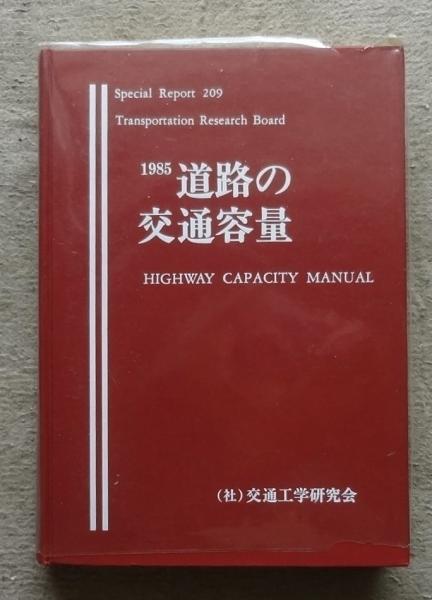 Special Report 209
Transportation Research Board
1985 道路の
交通容量
HIGHWAY CAPACITY MANUAL
(社)交通工学研究会